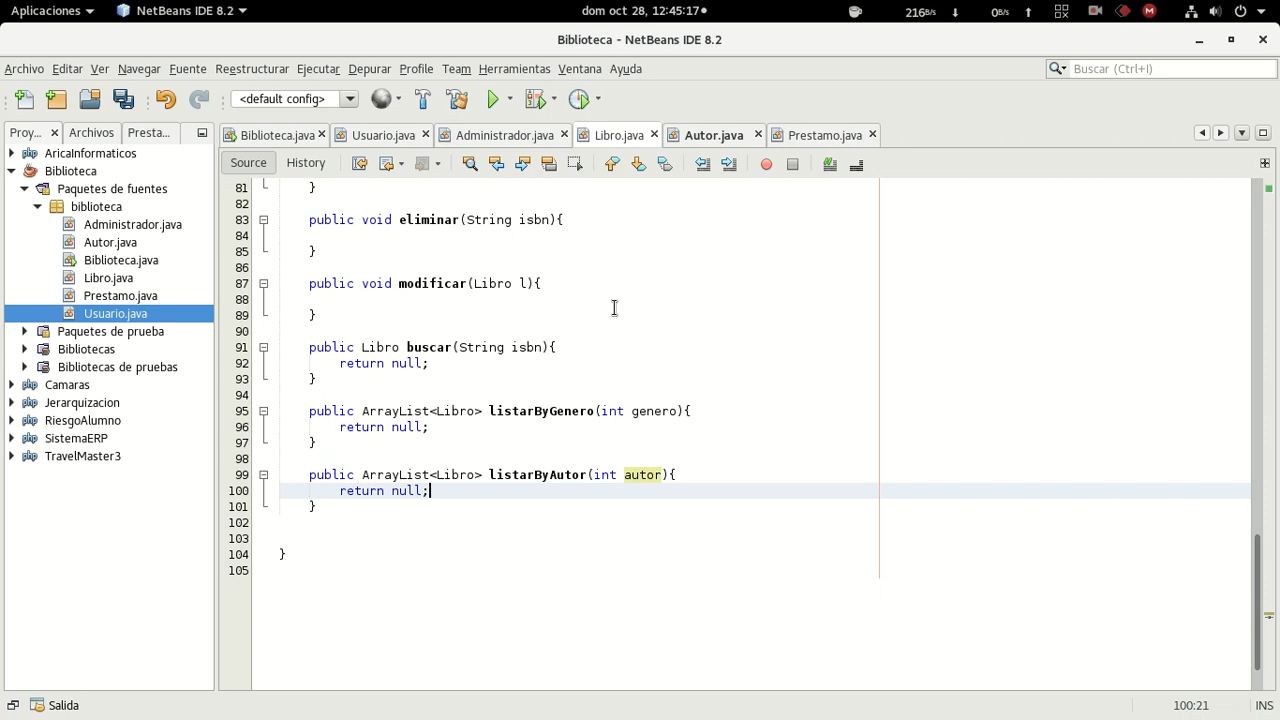 Aplicaciones NetBeans IDE 8.2 dom oct 28, 12:45:17 216B/s 0B/s
Biblioteca - NetBeans IDE 8.2
Archivo Editar Ver Navegar Fuente Reestructurar Ejecutar Depurar Profile Team Herramientas Ventana Ayuda Buscar (Ctrl+I)
<default config>
Proy... Archivos Presta... Biblioteca.java Usuario.java Administrador.java Libro.java Autor.java Prestamo.java
Source History
AricaInformaticos
Biblioteca
Paquetes de fuentes
biblioteca
Administrador.java
Autor.java
Biblioteca.java
Libro.java
Prestamo.java
Usuario.java
Paquetes de prueba
Bibliotecas
Bibliotecas de pruebas
Camaras
Jerarquizacion
RiesgoAlumno
SistemaERP
TravelMaster3
81 }
82
83 public void eliminar(String isbn){
84
85 }
86
87 public void modificar(Libro l){
88
89 }
90
91 public Libro buscar(String isbn){
92 return null;
93 }
94
95 public ArrayList<Libro> listarByGenero(int genero){
96 return null;
97 }
98
99 public ArrayList<Libro> listarByAutor(int autor){
100 return null;
101 }
102
103
104 }
105
Salida 100:21 INS